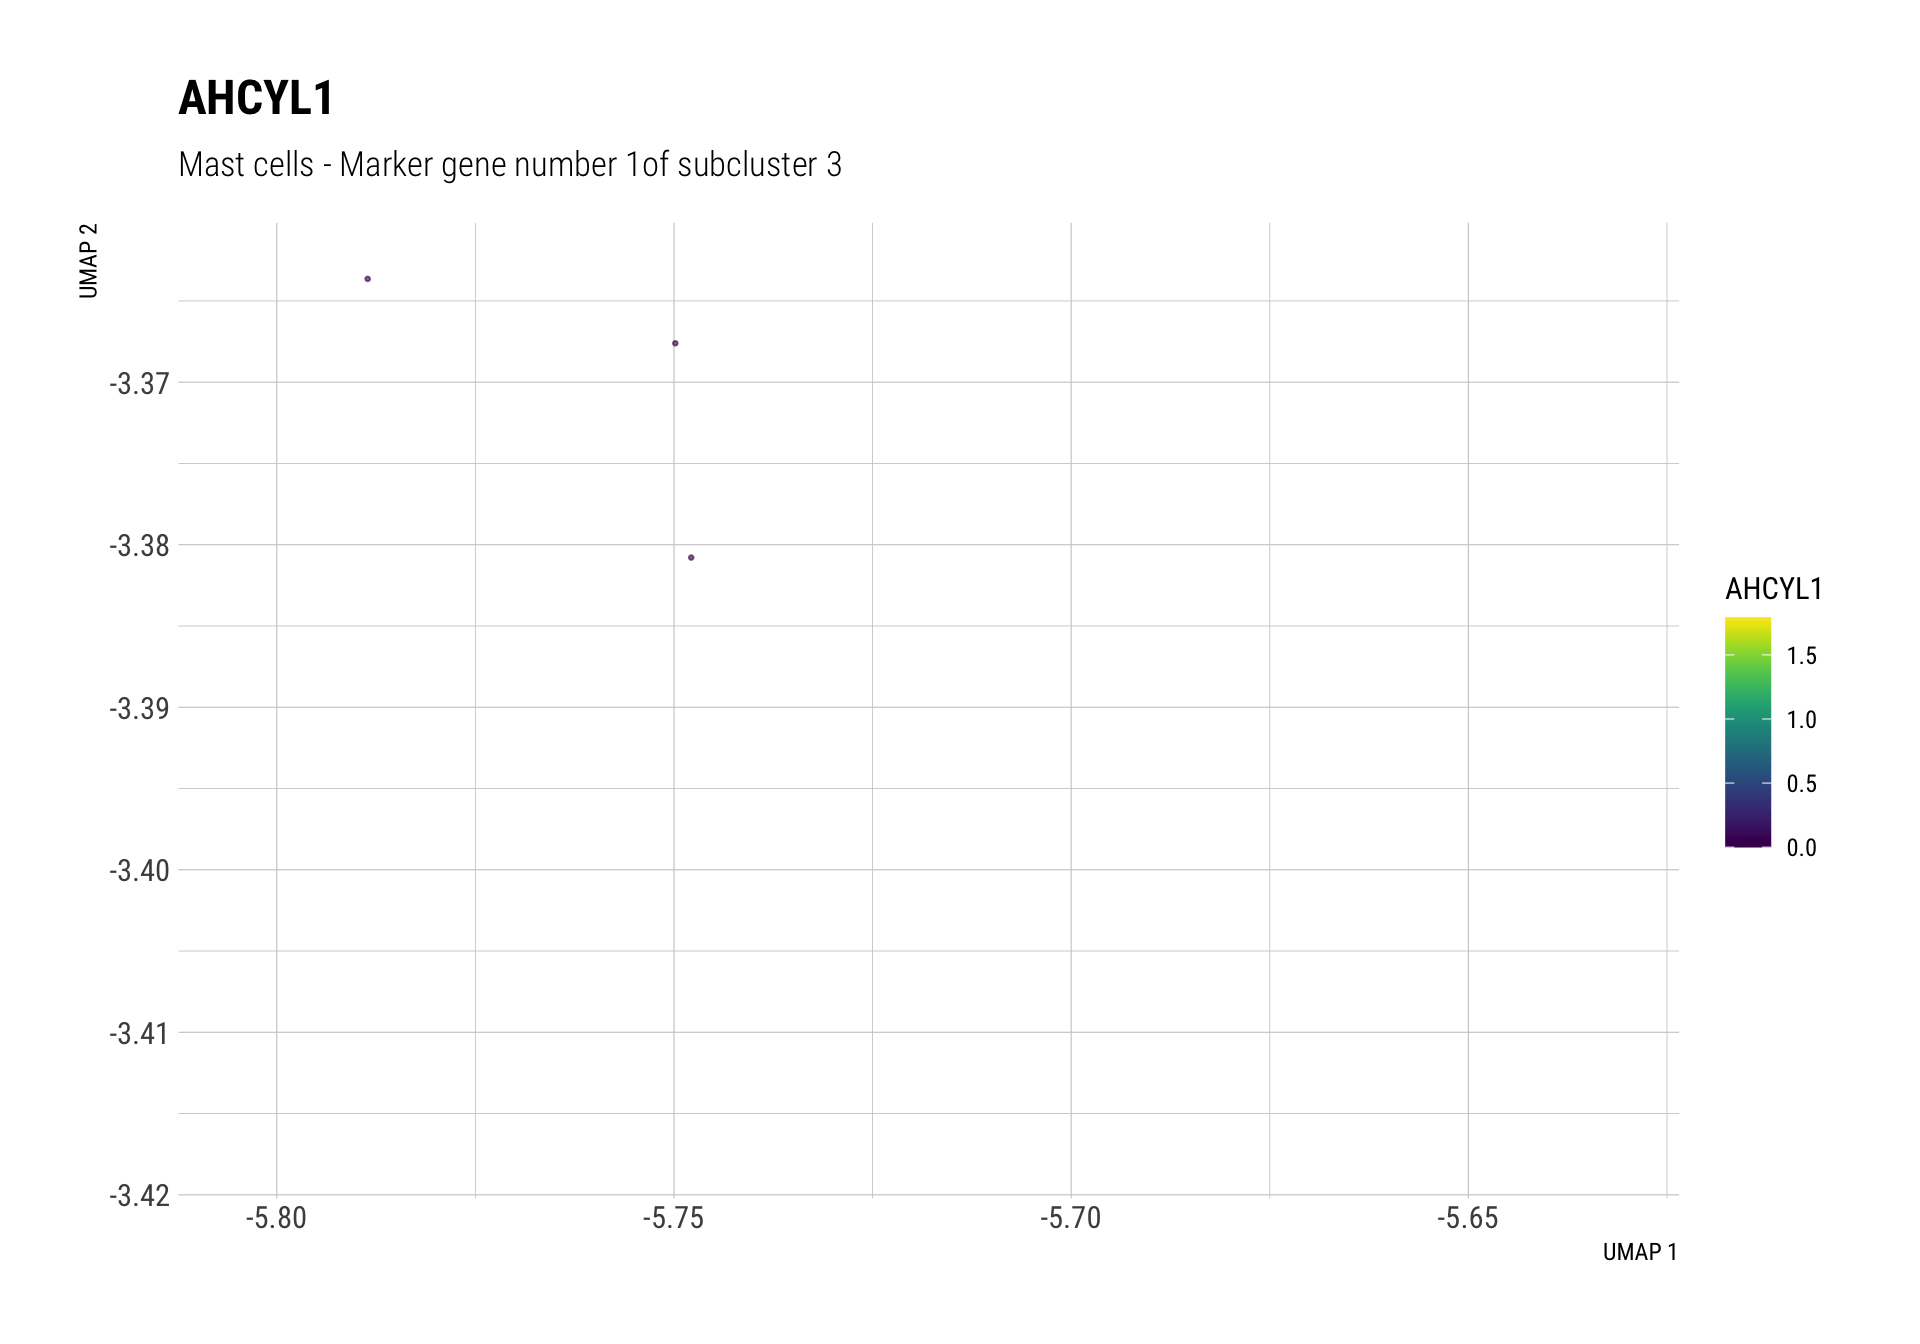 AHCYL1
Mast cells - Marker gene number 1of subcluster 3
UMAP 2
-3.37
-3.38
-3.39
-3.40
-3.41
-3.42
-5.80
-5.75
-5.70
-5.65
UMAP 1
AHCYL1
1.5
1.0
0.5
0.0